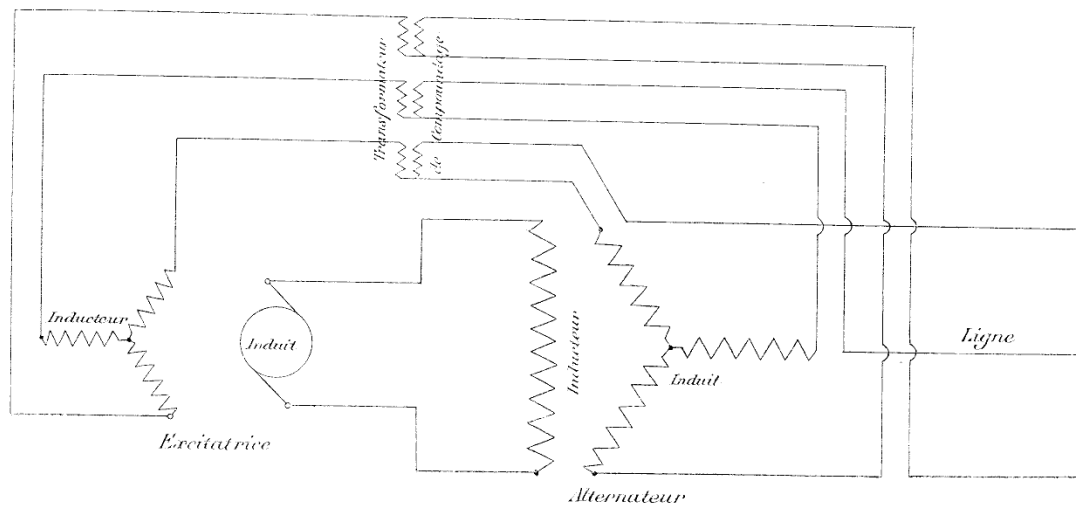 Transformateur
de Compoundage
Inducteur
Induit
Excitatrice
Inducteur
Induit
Alternateur
Ligne